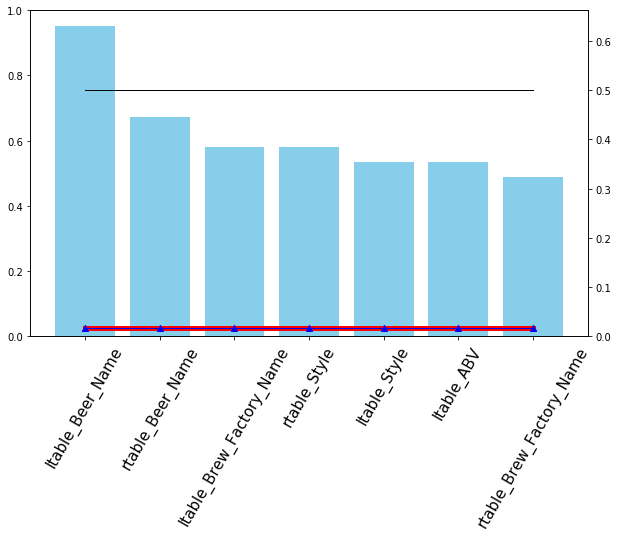 1.0
0.8
0.6
0.4
0.2
0.0
0.6
0.5
0.4
0.3
0.2
0.1
0.0
ltable_Beer_Name
rtable_Beer_Name
ltable_Brew_Factory_Name
rtable_Style
ltable_Style
ltable_ABV
rtable_Brew_Factory_Name